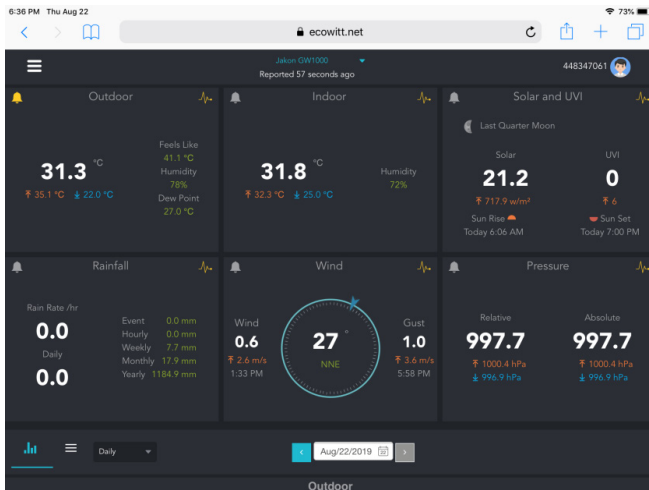 6:36 PM Thu Aug 22
73%
ecowitt.net
Jakon GW1000
Reported 57 seconds ago
448347061
Outdoor
31.3 °C
35.1 °C 22.0 °C
Feels Like
41.1 °C
Humidity
78%
Dew Point
27.0 °C
Indoor
31.8 °C
32.3 °C 25.0 °C
Humidity
72%
Solar and UVI
Last Quarter Moon
Solar
21.2
717.9 w/m²
UVI
0
6
Sun Rise
Today 6:06 AM
Sun Set
Today 7:00 PM
Rainfall
Rain Rate /hr
0.0
Daily
0.0
Event 0.0 mm
Hourly 0.0 mm
Weekly 7.7 mm
Monthly 17.9 mm
Yearly 1184.9 mm
Wind
Wind
0.6
2.6 m/s
1:33 PM
27 °
NNE
Gust
1.0
3.6 m/s
5:58 PM
Pressure
Relative
997.7
1000.4 hPa
996.9 hPa
Absolute
997.7
1000.4 hPa
996.9 hPa
Daily
Aug/22/2019
Outdoor